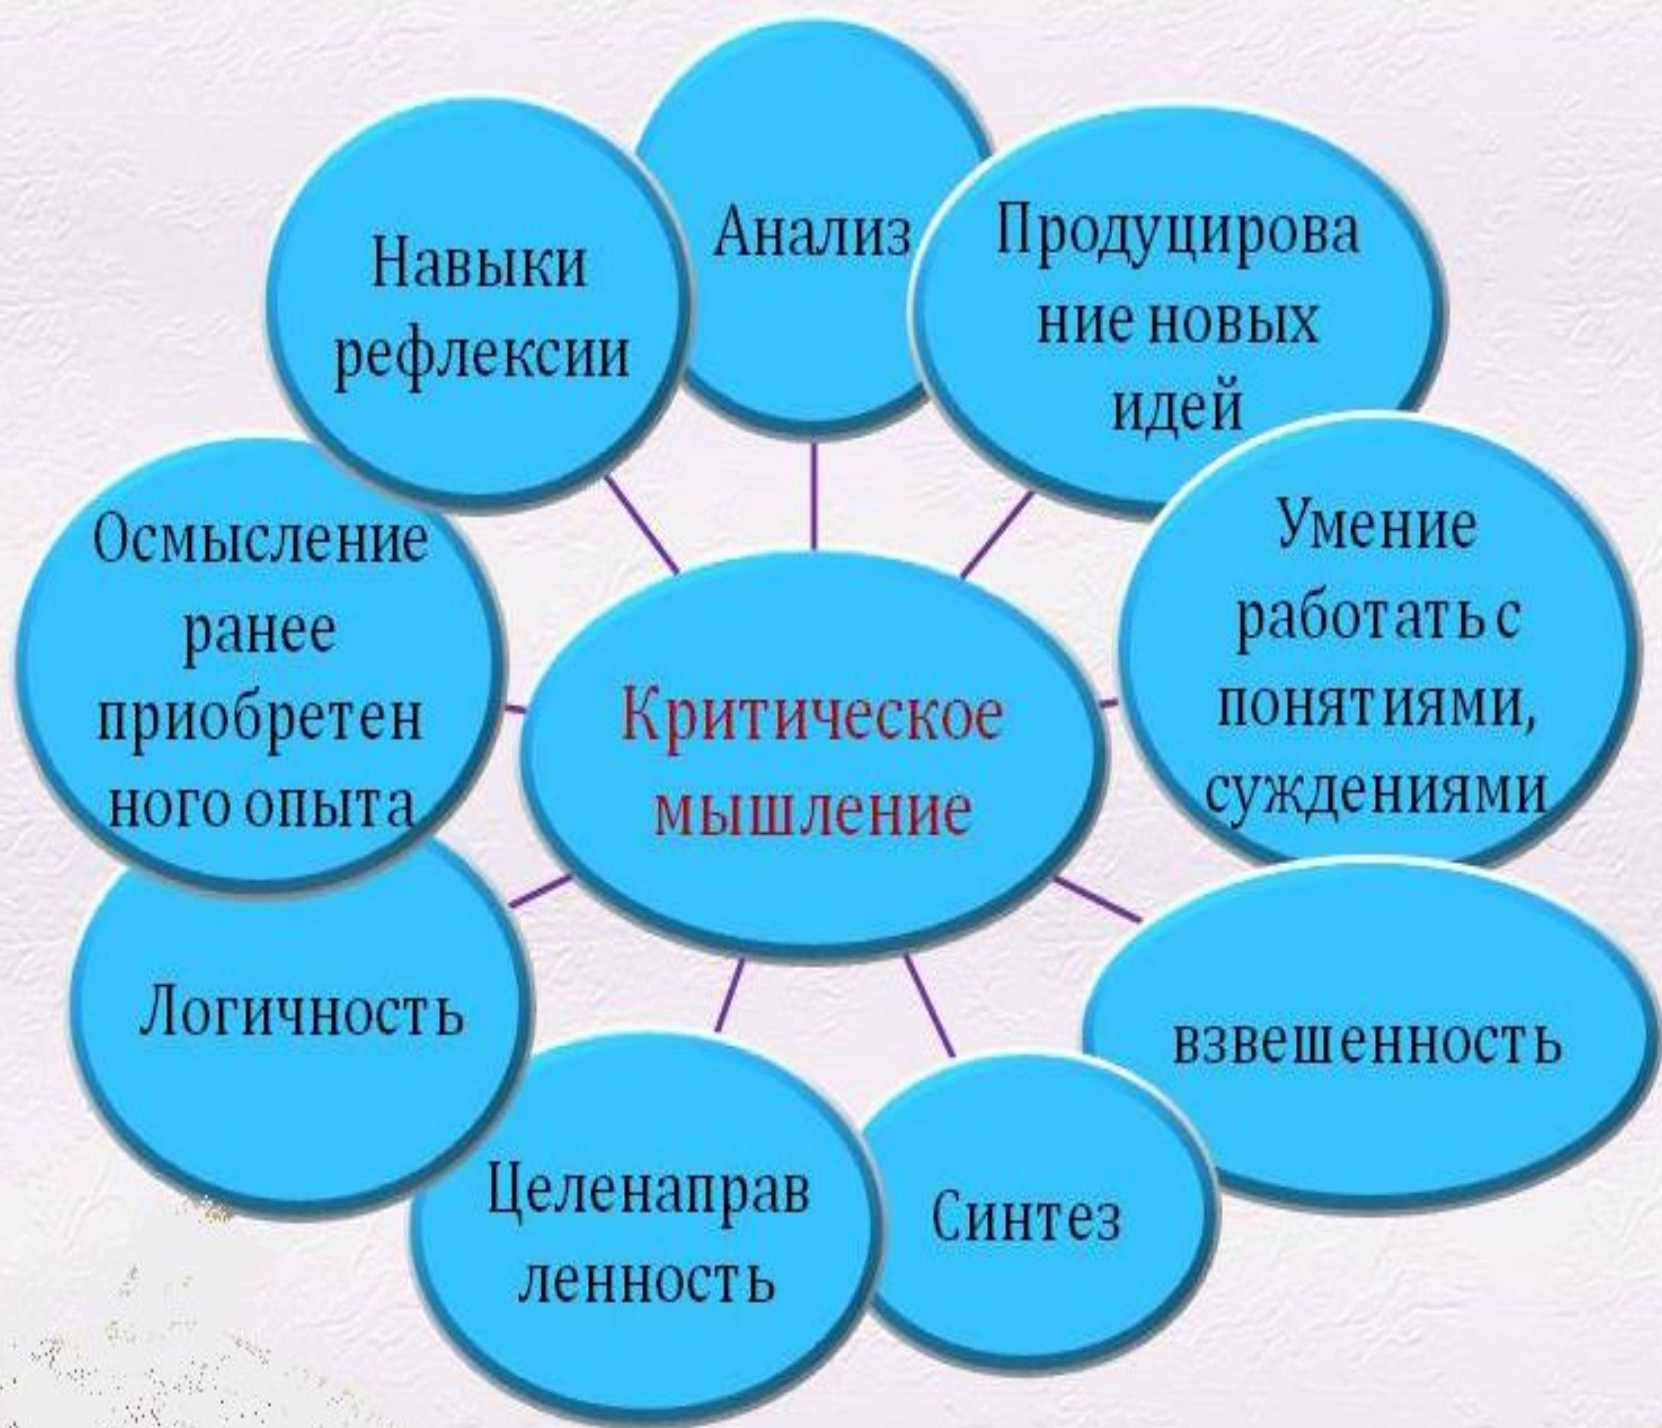 Анализ
Продуцирова
ние новых
идей
Умение
работать с
понятиями,
суждениями
взвешенность
Синтез
Целенаправ
ленность
Логичность
Осмысление
ранее
приобретен
ного опыта
Навыки
рефлексии
Критическое
мышление